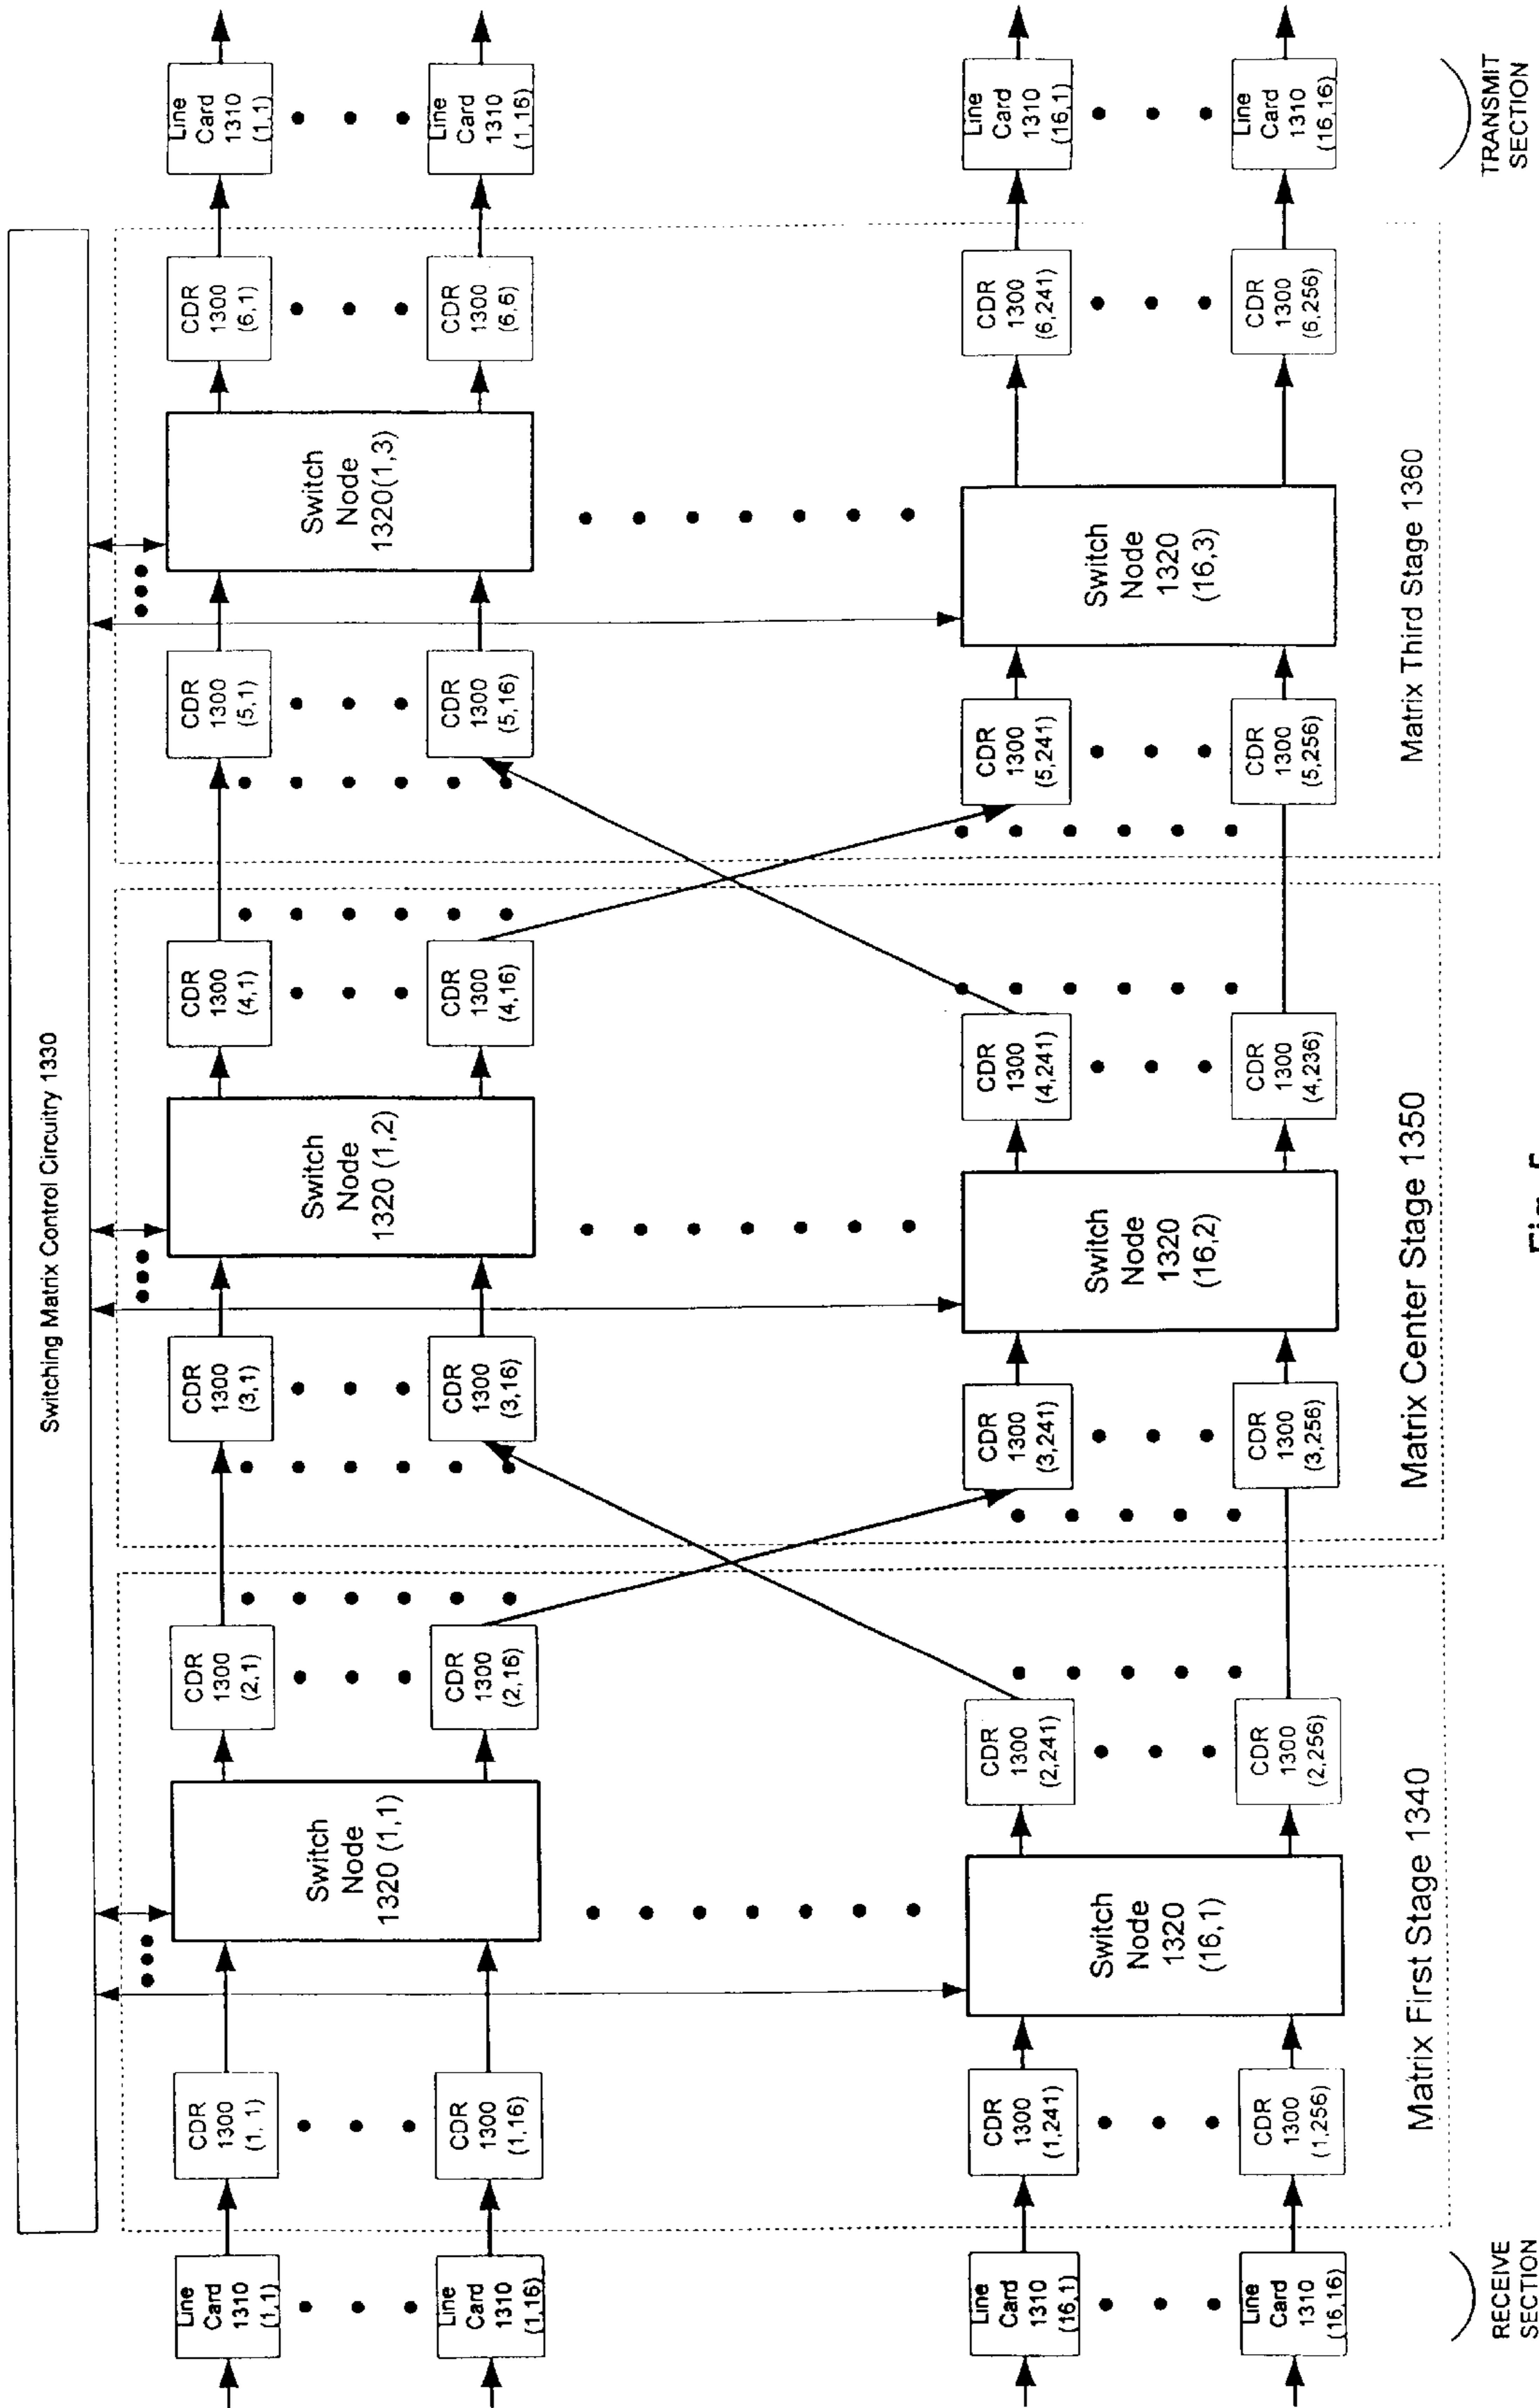 Switching Matrix Control Circuitry 1330
Line
Card
1310
(1,1)
Line
Card
1310
(1,16)
Line
Card
1310
(16,1)
Line
Card
1310
(16,16)
RECEIVE
SECTION
CDR
1300
(1,1)
CDR
1300
(1,16)
CDR
1300
(1,241)
CDR
1300
(1,256)
Switch
Node
1320 (1,1)
Switch
Node
1320
(16,1)
CDR
1300
(2,1)
CDR
1300
(2,16)
CDR
1300
(2,241)
CDR
1300
(2,256)
Matrix First Stage 1340
CDR
1300
(3,1)
CDR
1300
(3,16)
CDR
1300
(3,241)
CDR
1300
(3,256)
Switch
Node
1320 (1,2)
Switch
Node
1320
(16,2)
CDR
1300
(4,1)
CDR
1300
(4,16)
CDR
1300
(4,241)
CDR
1300
(4,236)
Matrix Center Stage 1350
CDR
1300
(5,1)
CDR
1300
(5,16)
CDR
1300
(5,241)
CDR
1300
(5,256)
Switch
Node
1320(1,3)
Switch
Node
1320
(16,3)
CDR
1300
(6,1)
CDR
1300
(6,6)
CDR
1300
(6,241)
CDR
1300
(6,256)
Matrix Third Stage 1360
Line
Card
1310
(1,1)
Line
Card
1310
(1,16)
Line
Card
1310
(16,1)
Line
Card
1310
(16,16)
TRANSMIT
SECTION